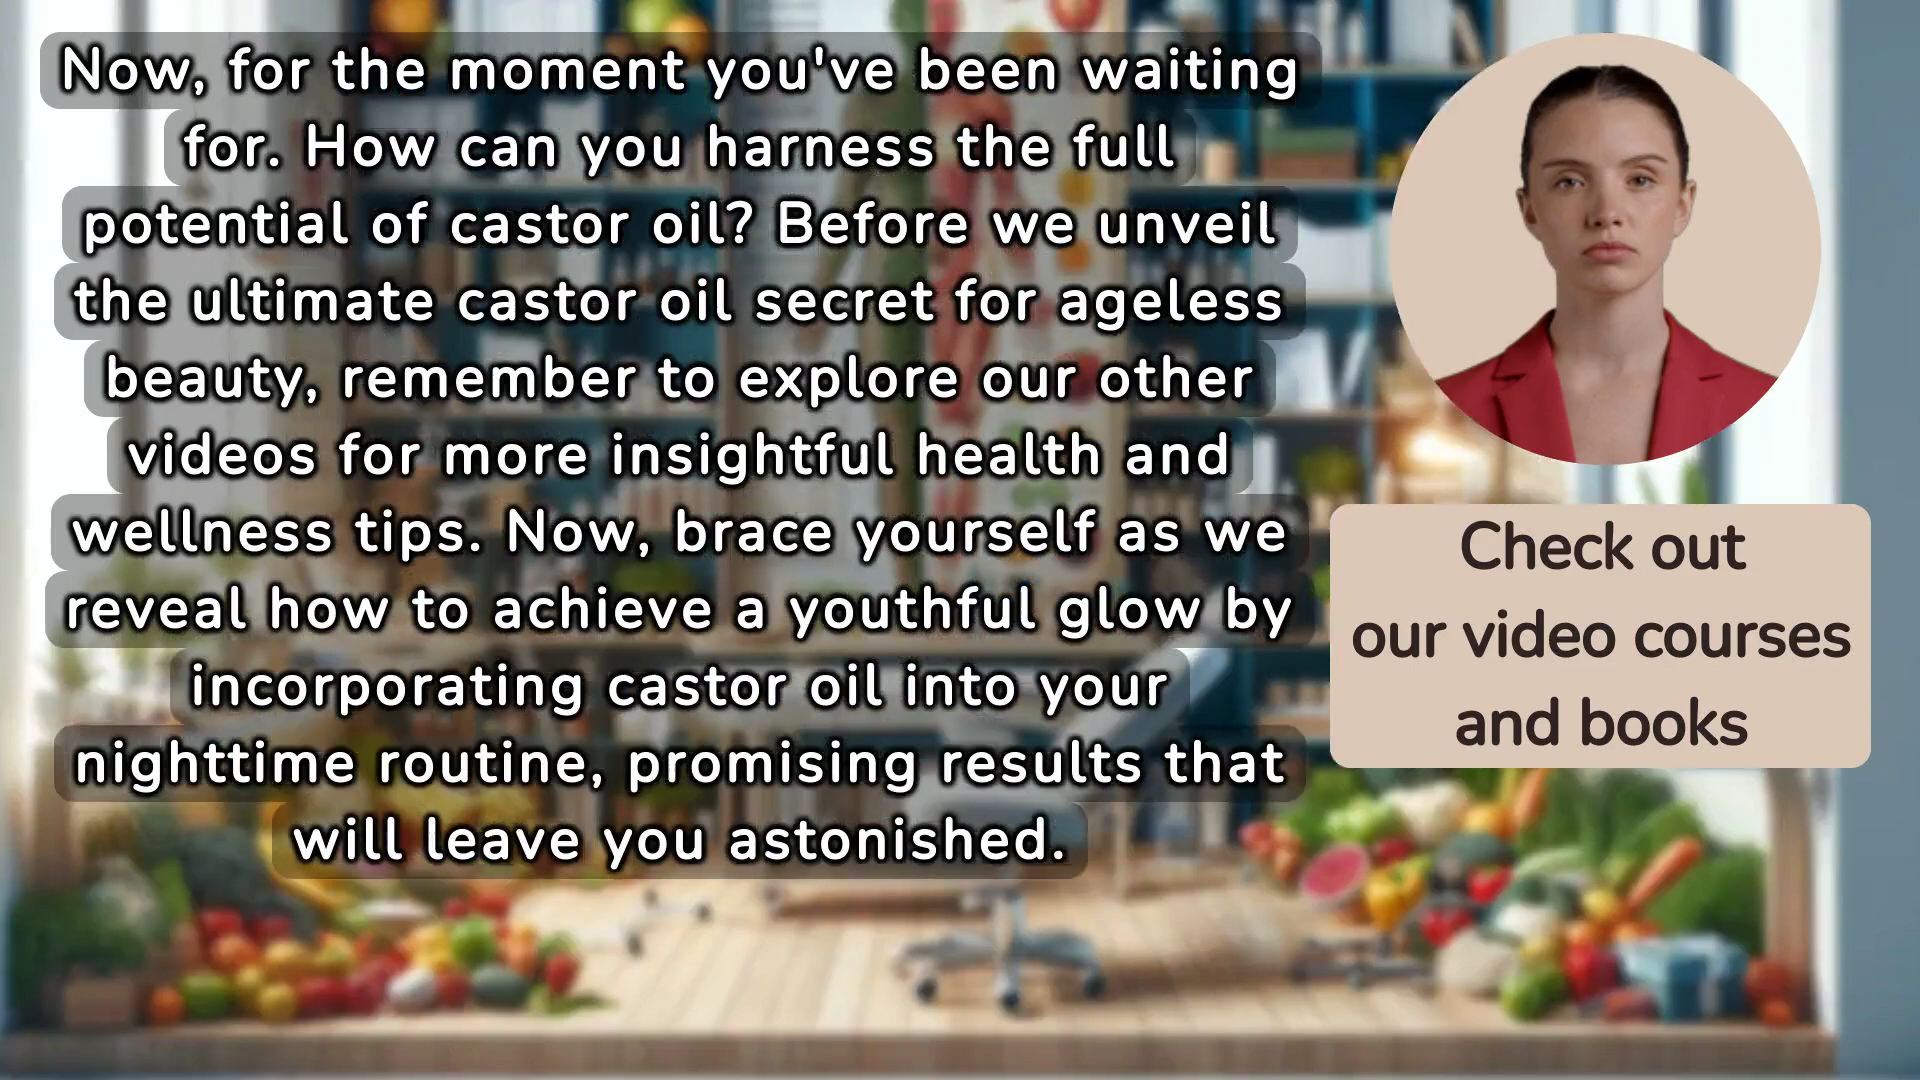 Now, for the moment you've been waiting
for. How can you harness the full
potential of castor oil? Before we unveil
the ultimate castor oil secret for ageless
beauty, remember to explore our other
videos for more insightful health and
wellness tips. Now, brace yourself as we
reveal how to achieve a youthful glow by
incorporating castor oil into your
nighttime routine, promising results that
will leave you astonished.
Check out
our video courses
and books